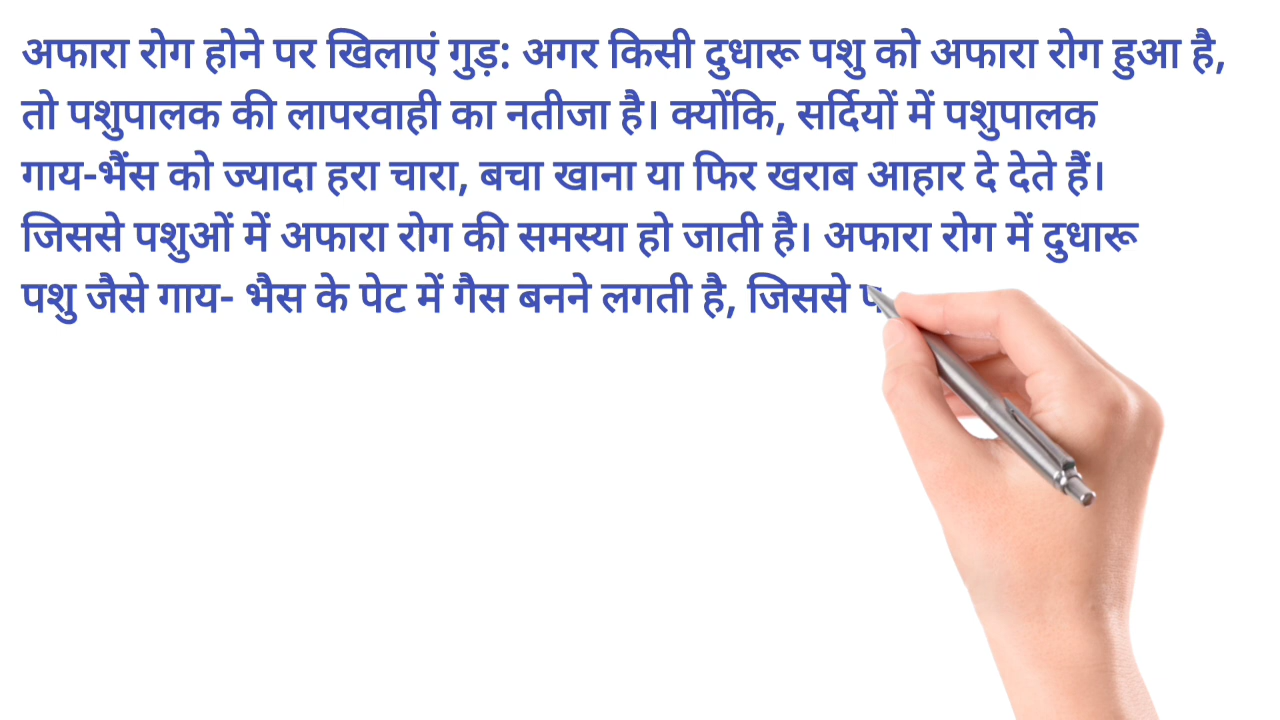 अफारा रोग होने पर खिलाएं गुड़: अगर किसी दुधारू पशु को अफारा रोग हुआ है,
तो पशुपालक की लापरवाही का नतीजा है। क्योंकि, सर्दियों में पशुपालक
गाय-भैंस को ज्यादा हरा चारा, बचा खाना या फिर खराब आहार दे देते हैं।
जिससे पशुओं में अफारा रोग की समस्या हो जाती है। अफारा रोग में दुधारू
पशु जैसे गाय- भैस के पेट में गैस बनने लगती है, जिससे